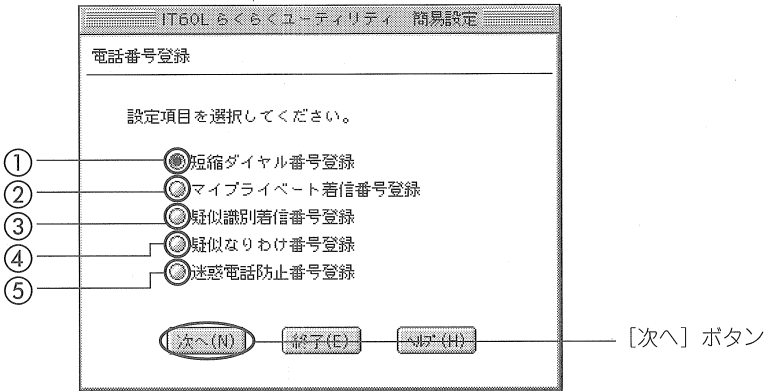 IT60L らくらくユーティリティ 簡易設定
電話番号登録
設定項目を選択してください。
① 短縮ダイヤル番号登録
② マイプライベート着信番号登録
③ 疑似識別着信番号登録
④ 疑似なりわけ番号登録
⑤ 迷惑電話防止番号登録
次へ(N) 終了(E) ﾍﾙﾌﾟ(H) [次へ] ボタン